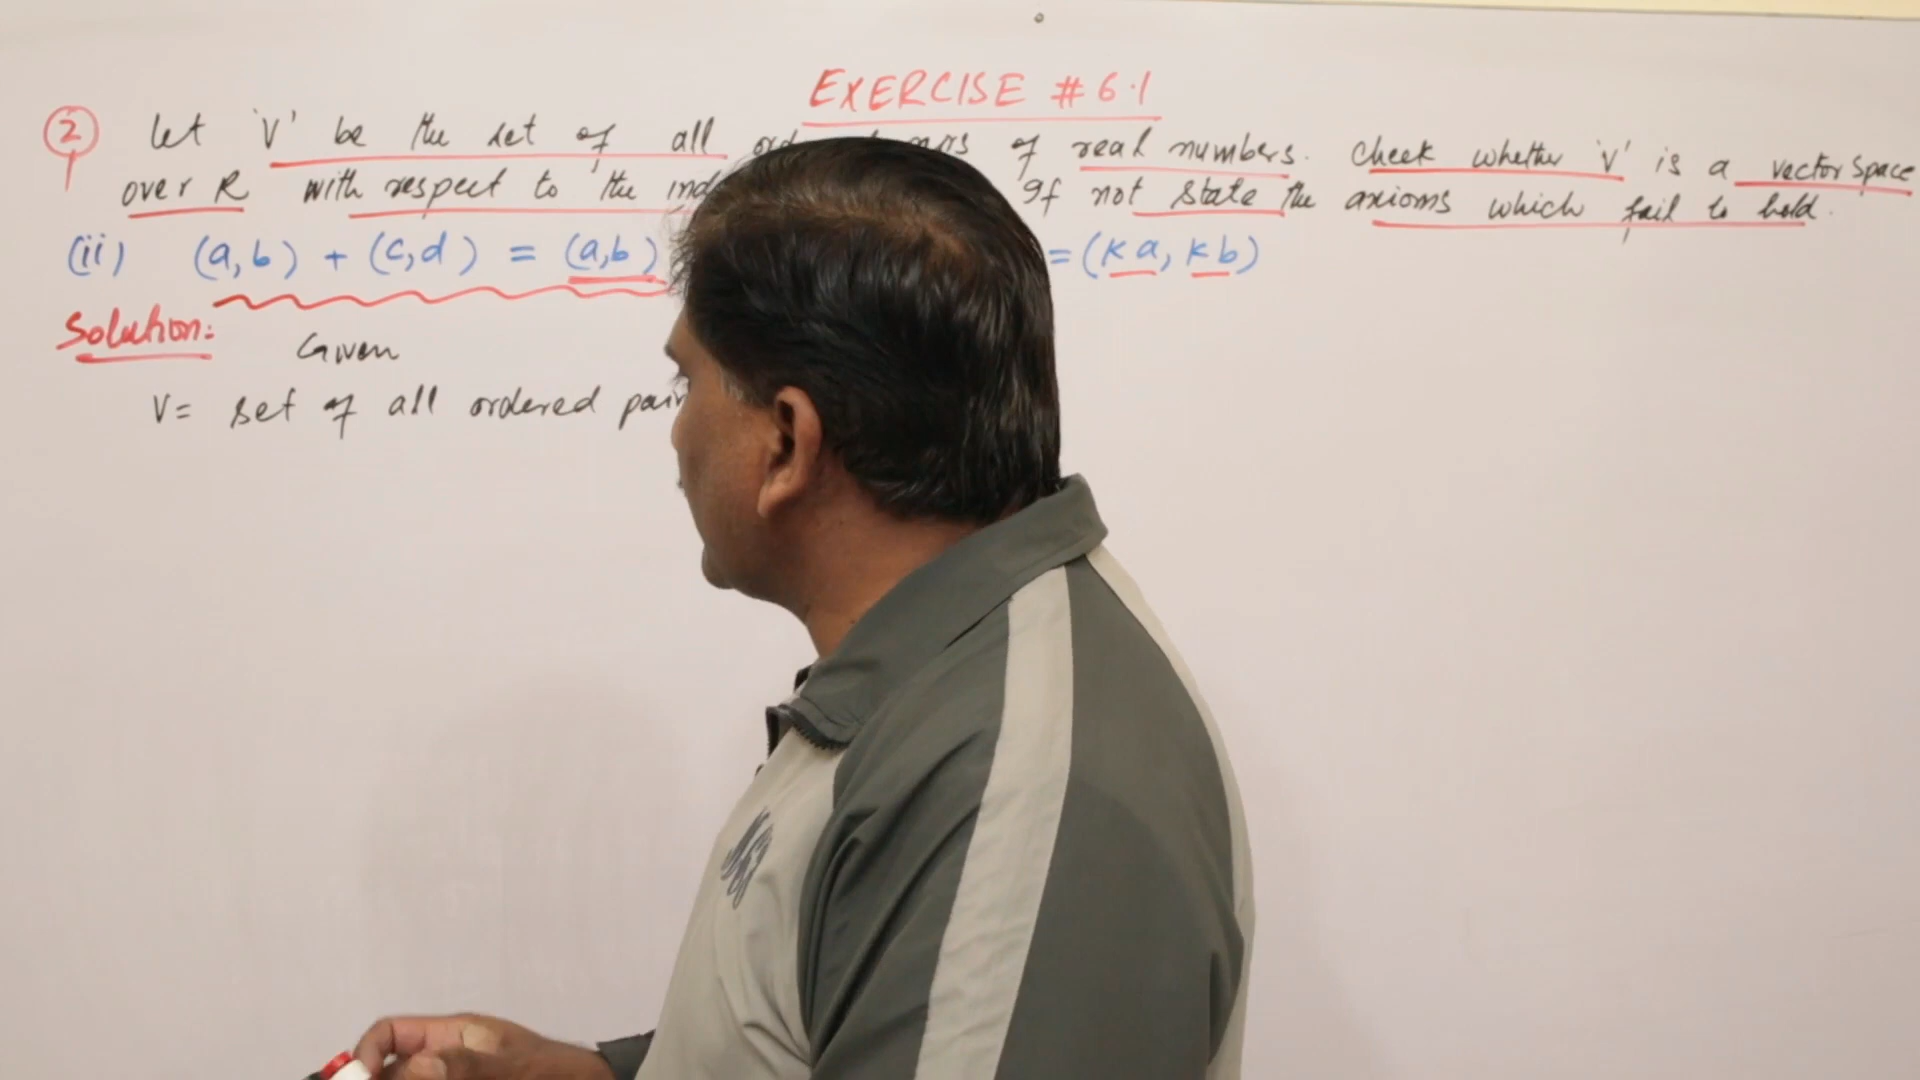 EXERCISE # 6.1
2 Let 'V' be the set of all of real numbers. Check whether 'V' is a vector space
over R with respect to the If not state the axioms which fail to hold.
(ii) (a,b) + (c,d) = (a,b) = (ka, kb)
Solution:
Given
V = set of all ordered pair